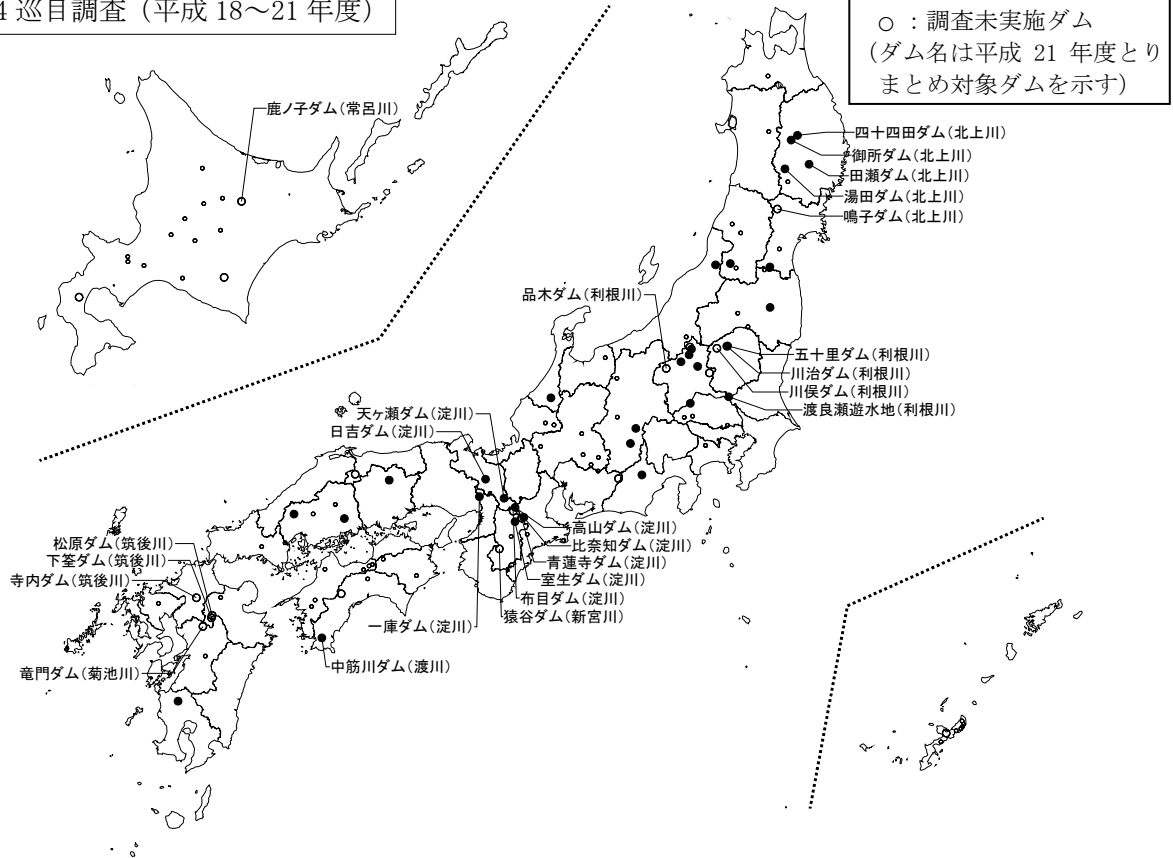 4 巡目調査（平成 18～21 年度）
○ ：調査未実施ダム
(ダム名は平成 21 年度とり
まとめ対象ダムを示す)
鹿ノ子ダム(常呂川)
四十四田ダム(北上川)
御所ダム(北上川)
田瀬ダム(北上川)
湯田ダム(北上川)
鳴子ダム(北上川)
品木ダム(利根川)
五十里ダム(利根川)
川治ダム(利根川)
川俣ダム(利根川)
渡良瀬遊水地(利根川)
天ヶ瀬ダム(淀川)
日吉ダム(淀川)
高山ダム(淀川)
比奈知ダム(淀川)
青蓮寺ダム(淀川)
室生ダム(淀川)
布目ダム(淀川)
猿谷ダム(新宮川)
一庫ダム(淀川)
松原ダム(筑後川)
下筌ダム(筑後川)
寺内ダム(筑後川)
竜門ダム(菊池川)
中筋川ダム(渡川)